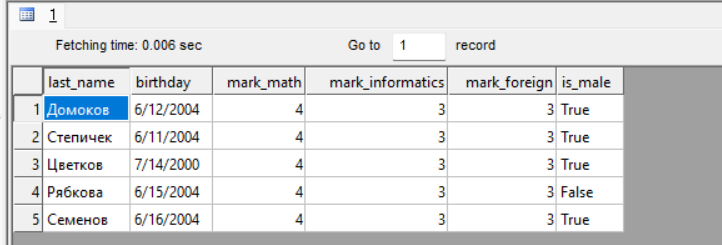 1
Fetching time: 0.006 sec Go to 1 record
last_name birthday mark_math mark_informatics mark_foreign is_male
1 Домоков 6/12/2004 4 3 3 True
2 Степичек 6/11/2004 4 3 3 True
3 Цветков 7/14/2000 4 3 3 True
4 Рябкова 6/15/2004 4 3 3 False
5 Семенов 6/16/2004 4 3 3 True